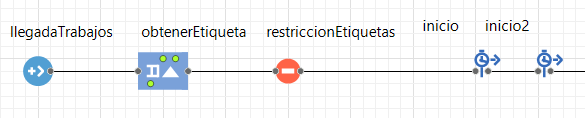 llegadaTrabajos
obtenerEtiqueta
restriccionEtiquetas
inicio
inicio2